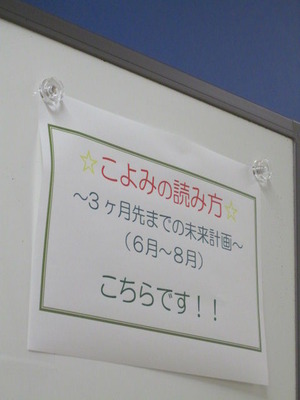 ☆こよみの読み方☆
～3ヶ月先までの未来計画～
（6月～8月）
こちらです！！